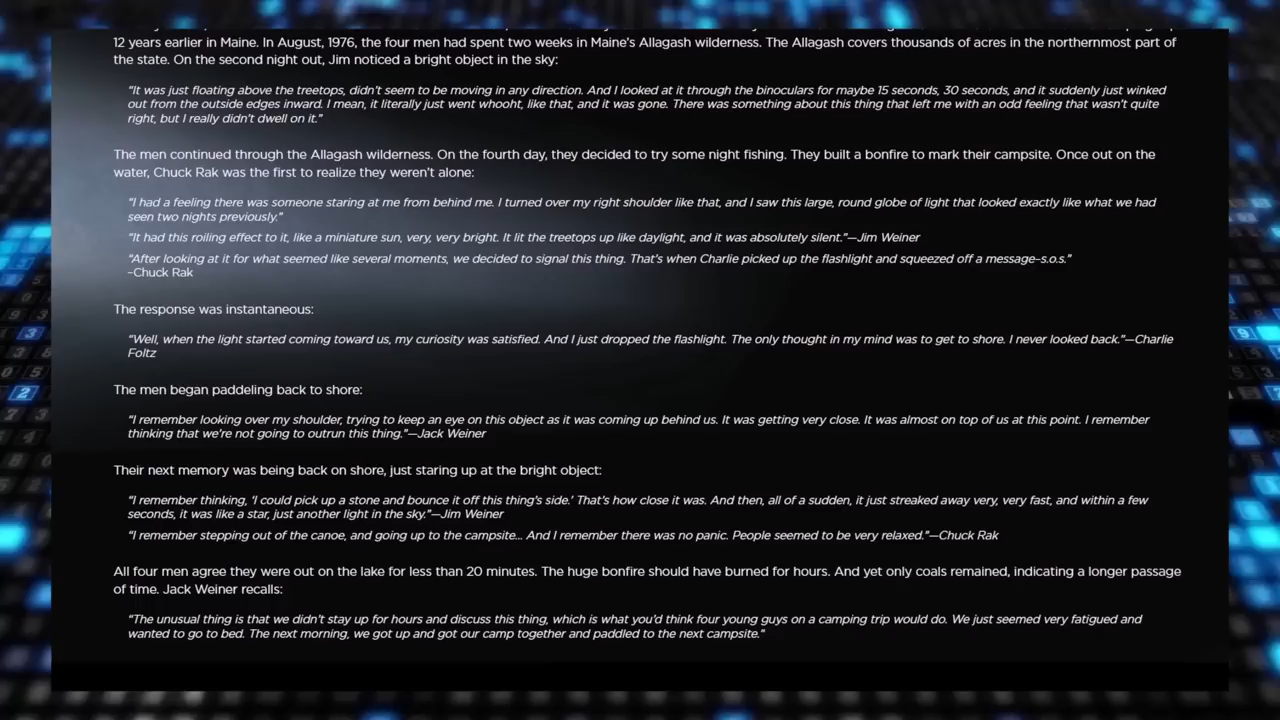 12 years earlier in Maine. In August, 1976, the four men had spent two weeks in Maine's Allagash wilderness. The Allagash covers thousands of acres in the northernmost part of
the state. On the second night out, Jim noticed a bright object in the sky:
“It was just floating above the treetops, didn't seem to be moving in any direction. And I looked at it through the binoculars for maybe 15 seconds, 30 seconds, and it suddenly just winked
out from the outside edges inward. I mean, it literally just went whooht, like that, and it was gone. There was something about this thing that left me with an odd feeling that wasn't quite
right, but I really didn't dwell on it.”
The men continued through the Allagash wilderness. On the fourth day, they decided to try some night fishing. They built a bonfire to mark their campsite. Once out on the
water, Chuck Rak was the first to realize they weren't alone:
“I had a feeling there was someone staring at me from behind me. I turned over my right shoulder like that, and I saw this large, round globe of light that looked exactly like what we had
seen two nights previously.”
“It had this roiling effect to it, like a miniature sun, very, very bright. It lit the treetops up like daylight, and it was absolutely silent.”—Jim Weiner
“After looking at it for what seemed like several moments, we decided to signal this thing. That's when Charlie picked up the flashlight and squeezed off a message–s.o.s.”
–Chuck Rak
The response was instantaneous:
“Well, when the light started coming toward us, my curiosity was satisfied. And I just dropped the flashlight. The only thought in my mind was to get to shore. I never looked back.”—Charlie
Foltz
The men began paddeling back to shore:
“I remember looking over my shoulder, trying to keep an eye on this object as it was coming up behind us. It was getting very close. It was almost on top of us at this point. I remember
thinking that we're not going to outrun this thing.”—Jack Weiner
Their next memory was being back on shore, just staring up at the bright object:
“I remember thinking, ‘I could pick up a stone and bounce it off this thing's side.’ That's how close it was. And then, all of a sudden, it just streaked away very, very fast, and within a few
seconds, it was like a star, just another light in the sky.”—Jim Weiner
“I remember stepping out of the canoe, and going up to the campsite... And I remember there was no panic. People seemed to be very relaxed.”—Chuck Rak
All four men agree they were out on the lake for less than 20 minutes. The huge bonfire should have burned for hours. And yet only coals remained, indicating a longer passage
of time. Jack Weiner recalls:
“The unusual thing is that we didn't stay up for hours and discuss this thing, which is what you'd think four young guys on a camping trip would do. We just seemed very fatigued and
wanted to go to bed. The next morning, we got up and got our camp together and paddled to the next campsite.”